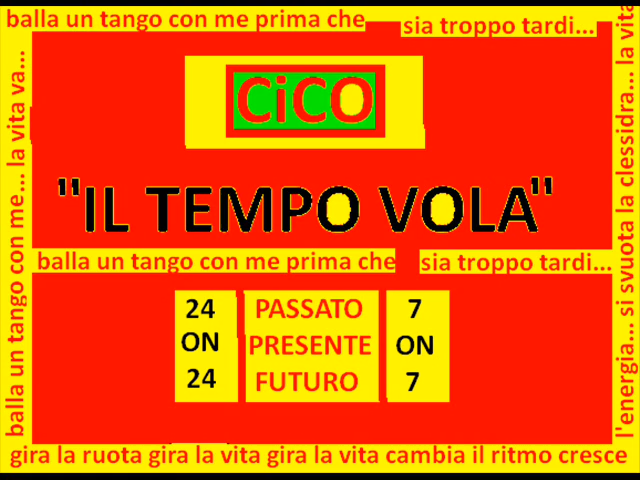 balla un tango con me prima che
sia troppo tardi...
CiCO
"IL TEMPO VOLA"
balla un tango con me prima che
sia troppo tardi...
24
ON
24
PASSATO
PRESENTE
FUTURO
7
ON
7
balla un tango con me... la vita va...
l'energia... si svuota la clessidra... la vita
gira la ruota gira la vita gira la vita cambia il ritmo cresce